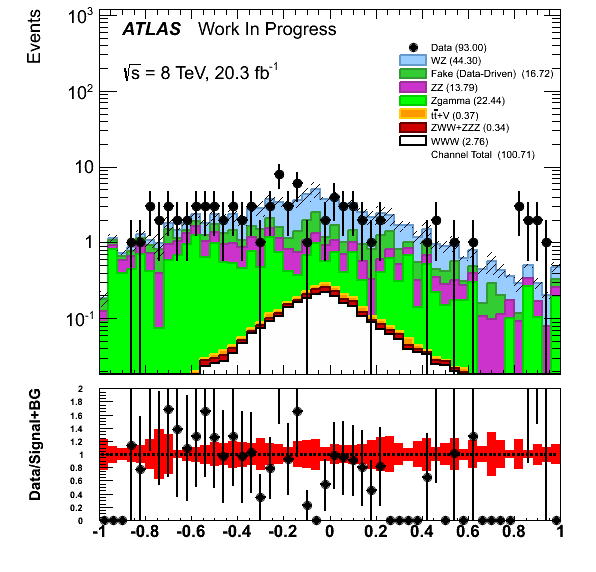 Events
10³
10²
10
1
10⁻¹
ATLAS Work In Progress
√s = 8 TeV, 20.3 fb⁻¹
Data (93.00)
WZ (44.30)
Fake (Data-Driven) (16.72)
ZZ (13.79)
Zgamma (22.44)
tt̄+V (0.37)
ZWW+ZZZ (0.34)
WWW (2.76)
Channel Total (100.71)
Data/Signal+BG
2
1.8
1.6
1.4
1.2
1
0.8
0.6
0.4
0.2
0
-1 -0.8 -0.6 -0.4 -0.2 0 0.2 0.4 0.6 0.8 1